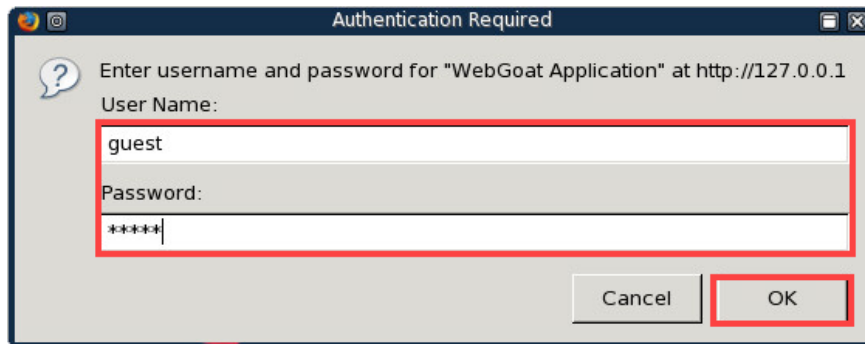 Authentication Required
Enter username and password for "WebGoat Application" at http://127.0.0.1
User Name:
guest
Password:
*****
Cancel
OK